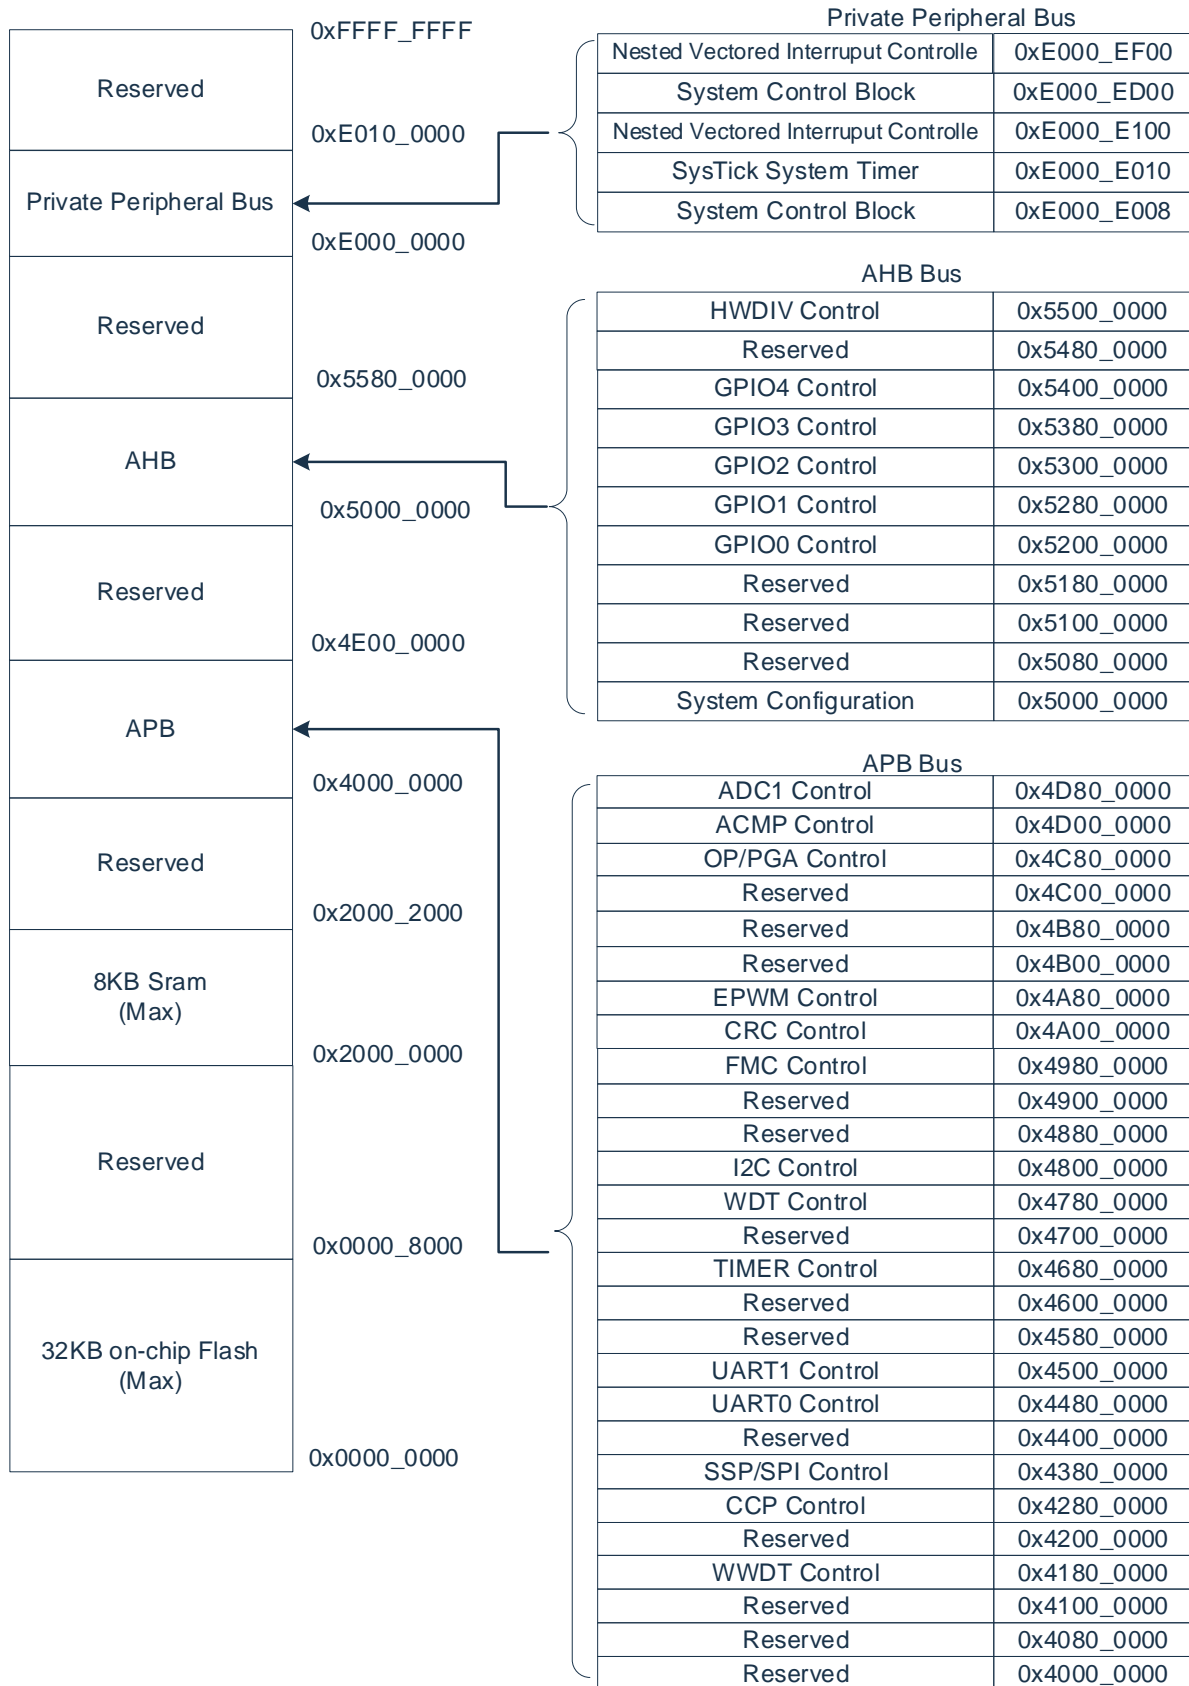 0xFFFF_FFFF
Reserved
0xE010_0000
Private Peripheral Bus
0xE000_0000
Reserved
0x5580_0000
AHB
0x5000_0000
Reserved
0x4E00_0000
APB
0x4000_0000
Reserved
0x2000_2000
8KB Sram
(Max)
0x2000_0000
Reserved
0x0000_8000
32KB on-chip Flash
(Max)
0x0000_0000
Private Peripheral Bus
Nested Vectored Interruput Controlle 0xE000_EF00
System Control Block 0xE000_ED00
Nested Vectored Interruput Controlle 0xE000_E100
SysTick System Timer 0xE000_E010
System Control Block 0xE000_E008
AHB Bus
HWDIV Control 0x5500_0000
Reserved 0x5480_0000
GPIO4 Control 0x5400_0000
GPIO3 Control 0x5380_0000
GPIO2 Control 0x5300_0000
GPIO1 Control 0x5280_0000
GPIO0 Control 0x5200_0000
Reserved 0x5180_0000
Reserved 0x5100_0000
Reserved 0x5080_0000
System Configuration 0x5000_0000
APB Bus
ADC1 Control 0x4D80_0000
ACMP Control 0x4D00_0000
OP/PGA Control 0x4C80_0000
Reserved 0x4C00_0000
Reserved 0x4B80_0000
Reserved 0x4B00_0000
EPWM Control 0x4A80_0000
CRC Control 0x4A00_0000
FMC Control 0x4980_0000
Reserved 0x4900_0000
Reserved 0x4880_0000
I2C Control 0x4800_0000
WDT Control 0x4780_0000
Reserved 0x4700_0000
TIMER Control 0x4680_0000
Reserved 0x4600_0000
Reserved 0x4580_0000
UART1 Control 0x4500_0000
UART0 Control 0x4480_0000
Reserved 0x4400_0000
SSP/SPI Control 0x4380_0000
CCP Control 0x4280_0000
Reserved 0x4200_0000
WWDT Control 0x4180_0000
Reserved 0x4100_0000
Reserved 0x4080_0000
Reserved 0x4000_0000